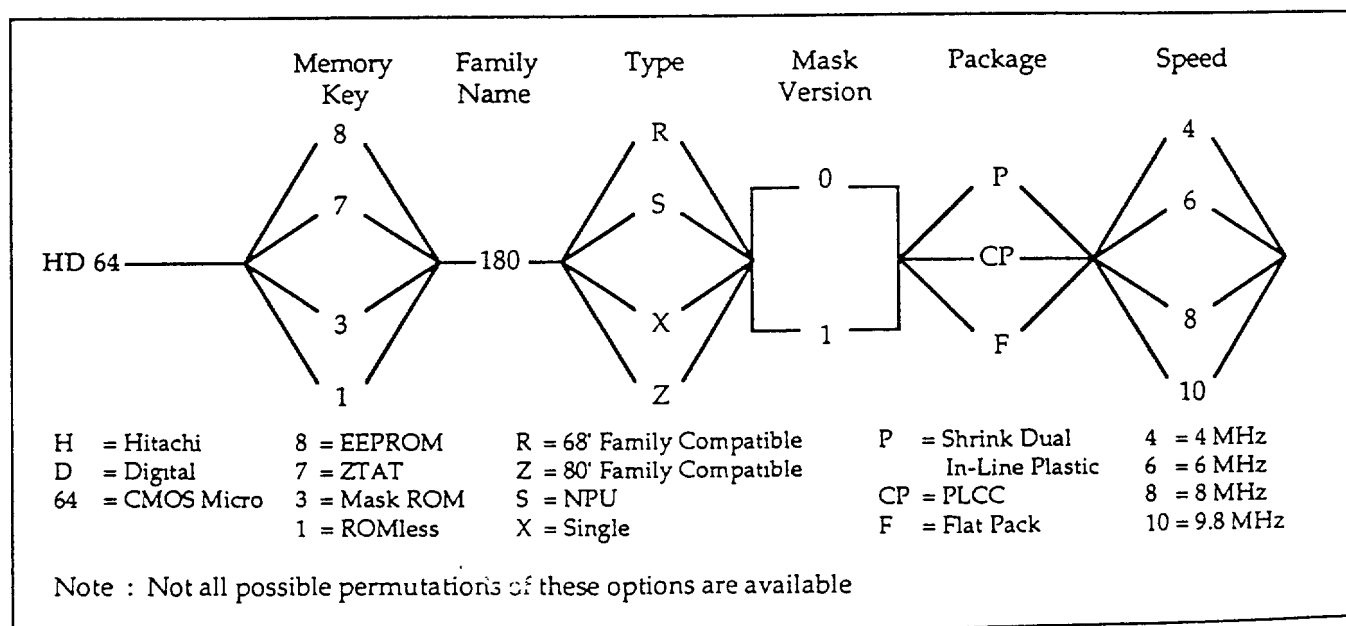 Memory Key
Family Name
Type
Mask Version
Package
Speed
8
R
4
0
P
7
S
6
HD 64
180
CP
3
X
1
F
8
1
Z
10
H = Hitachi
D = Digital
64 = CMOS Micro
8 = EEPROM
7 = ZTAT
3 = Mask ROM
1 = ROMless
R = 68' Family Compatible
Z = 80' Family Compatible
S = NPU
X = Single
P = Shrink Dual
In-Line Plastic
CP = PLCC
F = Flat Pack
4 = 4 MHz
6 = 6 MHz
8 = 8 MHz
10 = 9.8 MHz
Note : Not all possible permutations of these options are available